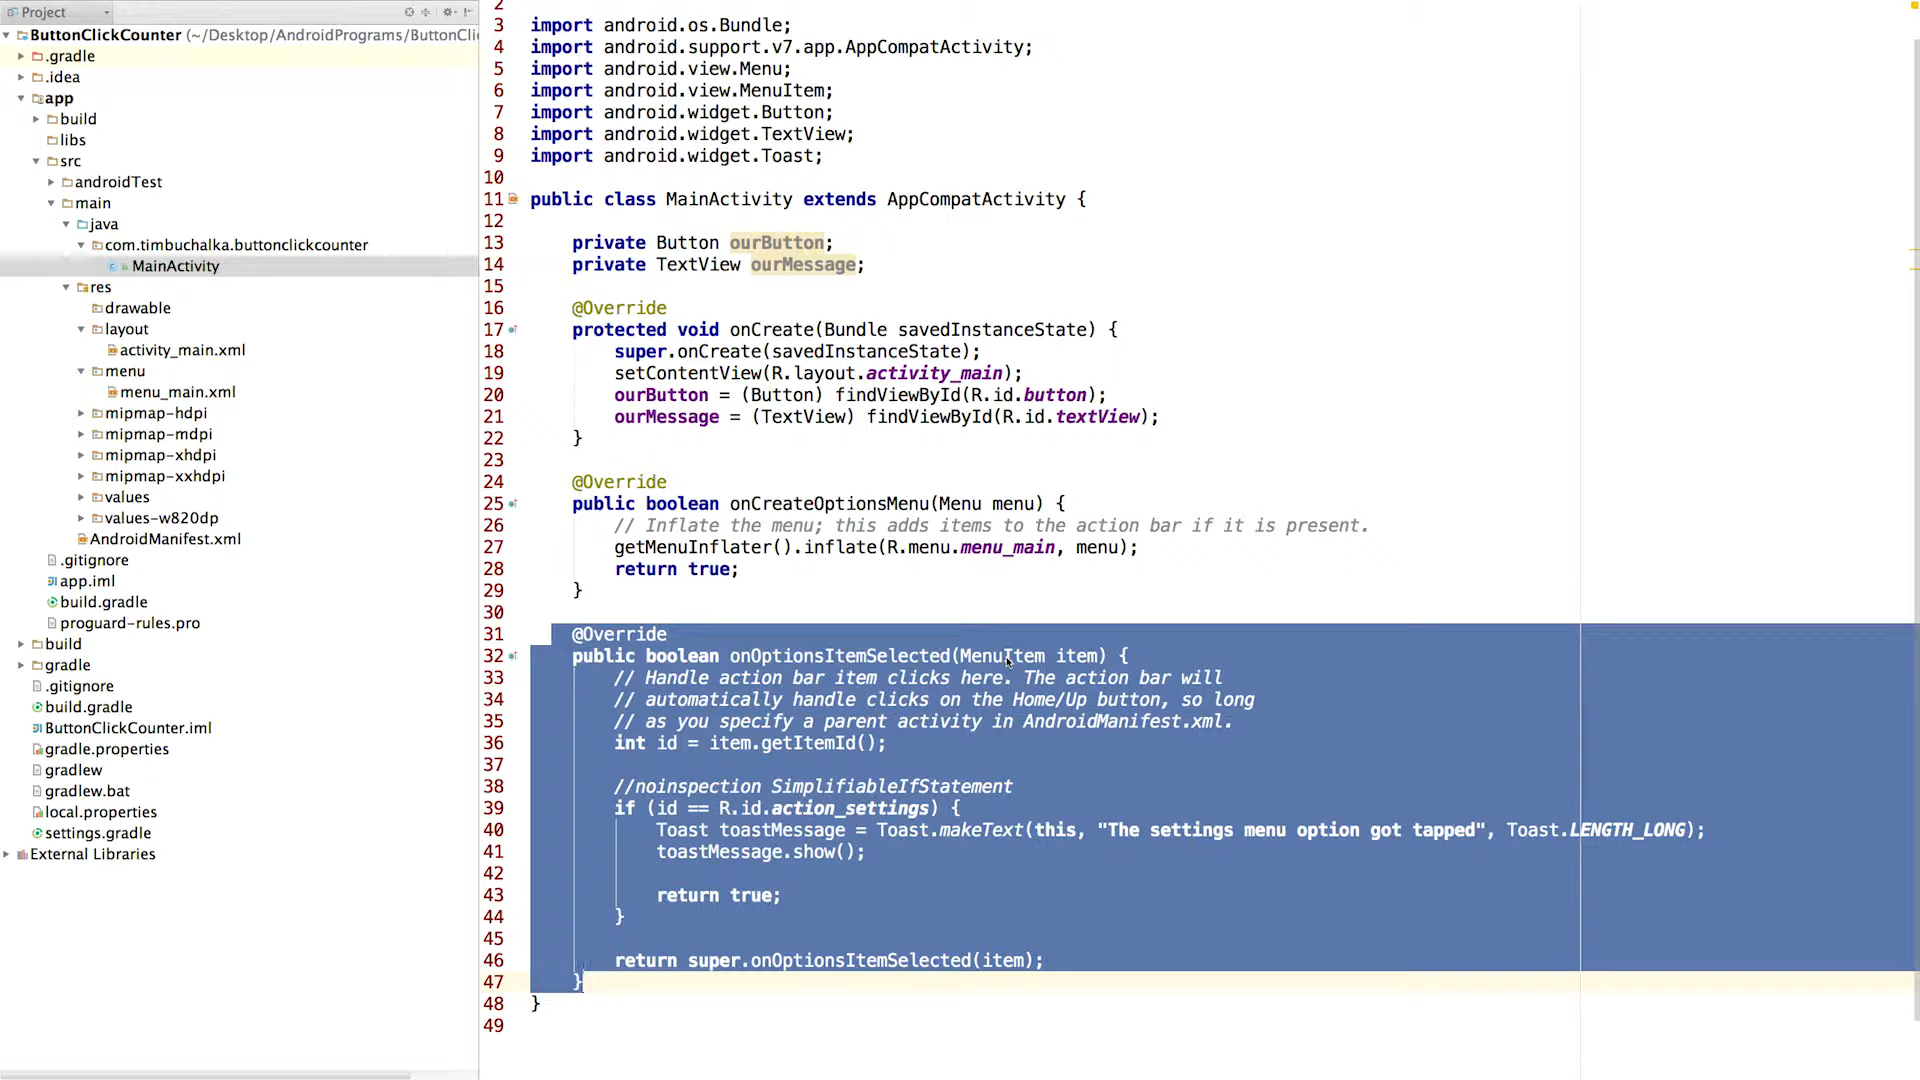 Project
ButtonClickCounter (~/Desktop/AndroidPrograms/ButtonCli
.gradle
.idea
app
build
libs
src
androidTest
main
java
com.timbuchalka.buttonclickcounter
MainActivity
res
drawable
layout
activity_main.xml
menu
menu_main.xml
mipmap-hdpi
mipmap-mdpi
mipmap-xhdpi
mipmap-xxhdpi
values
values-w820dp
AndroidManifest.xml
.gitignore
app.iml
build.gradle
proguard-rules.pro
build
gradle
.gitignore
build.gradle
ButtonClickCounter.iml
gradle.properties
gradlew
gradlew.bat
local.properties
settings.gradle
External Libraries
2
3 import android.os.Bundle;
4 import android.support.v7.app.AppCompatActivity;
5 import android.view.Menu;
6 import android.view.MenuItem;
7 import android.widget.Button;
8 import android.widget.TextView;
9 import android.widget.Toast;
10
11 public class MainActivity extends AppCompatActivity {
12
13 private Button ourButton;
14 private TextView ourMessage;
15
16 @Override
17 protected void onCreate(Bundle savedInstanceState) {
18 super.onCreate(savedInstanceState);
19 setContentView(R.layout.activity_main);
20 ourButton = (Button) findViewById(R.id.button);
21 ourMessage = (TextView) findViewById(R.id.textView);
22 }
23
24 @Override
25 public boolean onCreateOptionsMenu(Menu menu) {
26 // Inflate the menu; this adds items to the action bar if it is present.
27 getMenuInflater().inflate(R.menu.menu_main, menu);
28 return true;
29 }
30
31 @Override
32 public boolean onOptionsItemSelected(MenuItem item) {
33 // Handle action bar item clicks here. The action bar will
34 // automatically handle clicks on the Home/Up button, so long
35 // as you specify a parent activity in AndroidManifest.xml.
36 int id = item.getItemId();
37
38 //noinspection SimplifiableIfStatement
39 if (id == R.id.action_settings) {
40 Toast toastMessage = Toast.makeText(this, "The settings menu option got tapped", Toast.LENGTH_LONG);
41 toastMessage.show();
42
43 return true;
44 }
45
46 return super.onOptionsItemSelected(item);
47 }
48 }
49